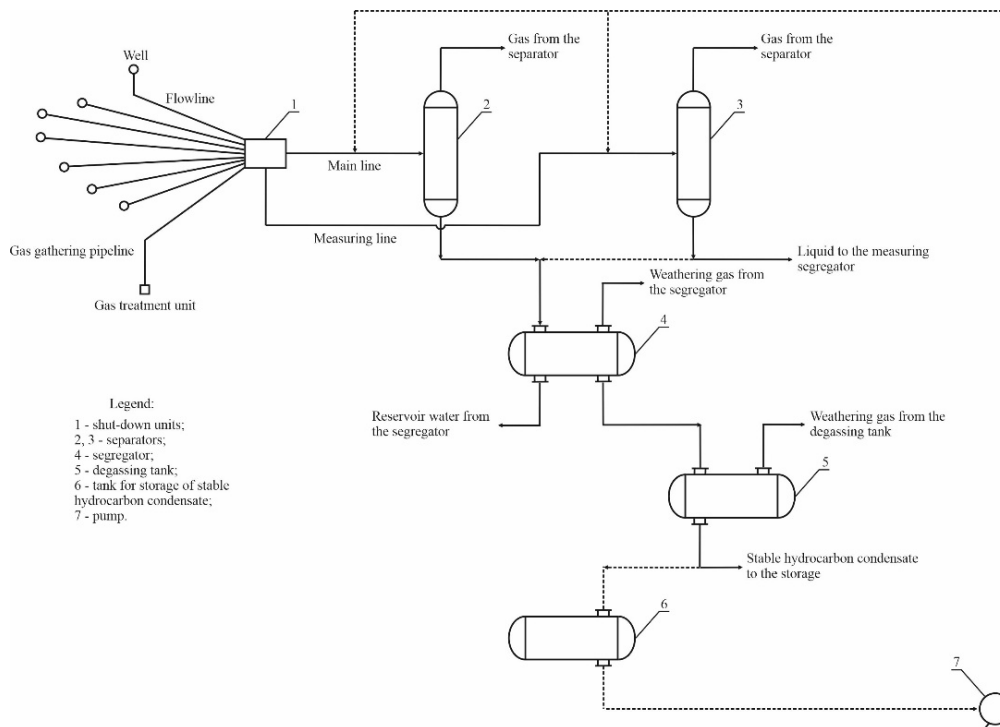 Well
Flowline
1
Main line
Measuring line
Gas gathering pipeline
Gas treatment unit
Gas from the
separator
2
Gas from the
separator
3
Liquid to the measuring
segregator
Weathering gas from
the segregator
4
Reservoir water from
the segregator
Weathering gas from the
degassing tank
5
Stable hydrocarbon condensate
to the storage
6
7
Legend:
1 - shut-down units;
2, 3 - separators;
4 - segregator;
5 - degassing tank;
6 - tank for storage of stable
hydrocarbon condensate;
7 - pump.